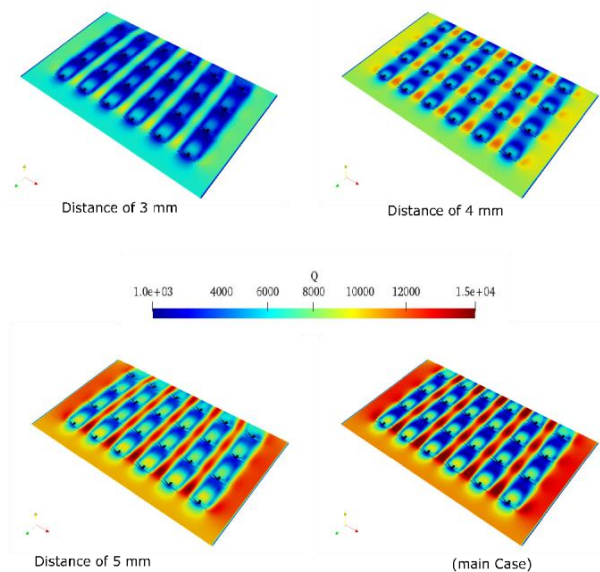 Distance of 3 mm
Distance of 4 mm
Q
1.0e+03 4000 6000 8000 10000 12000 1.5e+04
Distance of 5 mm
(main Case)